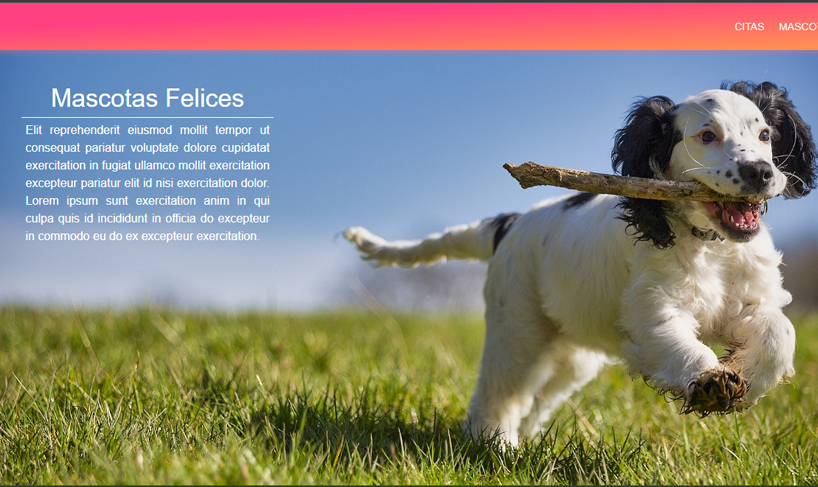 CITAS MASCOT
Mascotas Felices
Elit reprehenderit eiusmod mollit tempor ut
consequat pariatur voluptate dolore cupidatat
exercitation in fugiat ullamco mollit exercitation
excepteur pariatur elit id nisi exercitation dolor.
Lorem ipsum sunt exercitation anim in qui
culpa quis id incididunt in officia do excepteur
in commodo eu do ex excepteur exercitation.